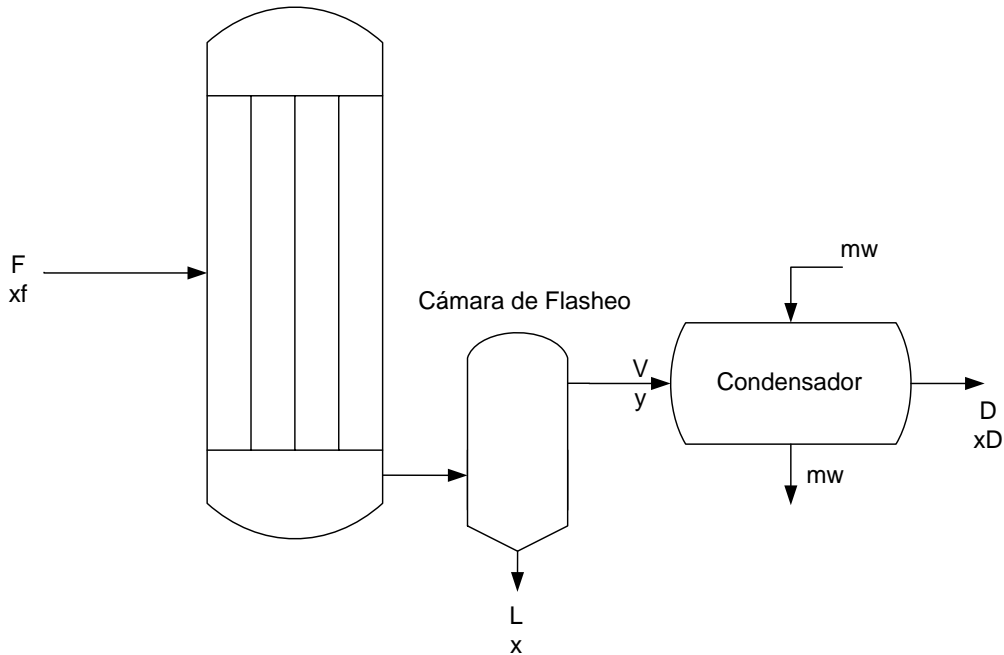 F
xf
Cámara de Flasheo
V
y
mw
Condensador
D
xD
mw
L
x